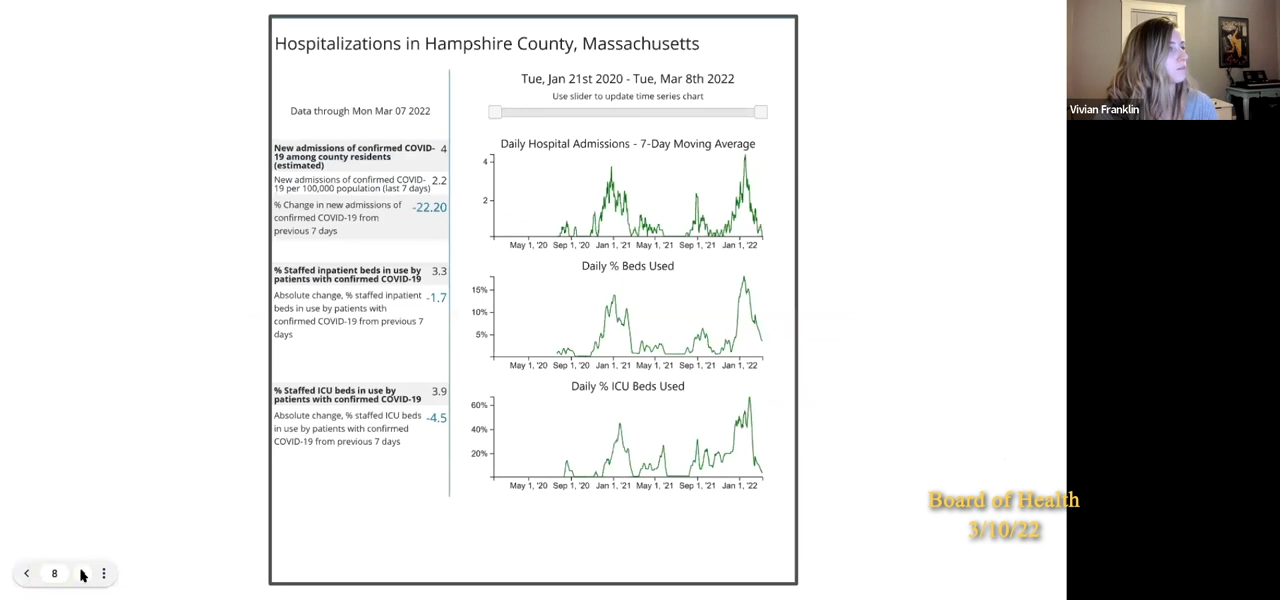 Hospitalizations in Hampshire County, Massachusetts
Data through Mon Mar 07 2022
New admissions of confirmed COVID- 4
19 among county residents
(estimated)
New admissions of confirmed COVID- 2.2
19 per 100,000 population (last 7 days)
% Change in new admissions of -22.20
confirmed COVID-19 from
previous 7 days
% Staffed inpatient beds in use by 3.3
patients with confirmed COVID-19
Absolute change, % staffed inpatient -1.7
beds in use by patients with
confirmed COVID-19 from previous 7
days
% Staffed ICU beds in use by 3.9
patients with confirmed COVID-19
Absolute change, % staffed ICU beds -4.5
in use by patients with confirmed
COVID-19 from previous 7 days
Tue, Jan 21st 2020 - Tue, Mar 8th 2022
Use slider to update time series chart
Daily Hospital Admissions - 7-Day Moving Average
4
2
May 1, '20 Sep 1, '20 Jan 1, '21 May 1, '21 Sep 1, '21 Jan 1, '22
Daily % Beds Used
15%
10%
5%
May 1, '20 Sep 1, '20 Jan 1, '21 May 1, '21 Sep 1, '21 Jan 1, '22
Daily % ICU Beds Used
60%
40%
20%
May 1, '20 Sep 1, '20 Jan 1, '21 May 1, '21 Sep 1, '21 Jan 1, '22
Vivian Franklin
Board of Health
3/10/22
8